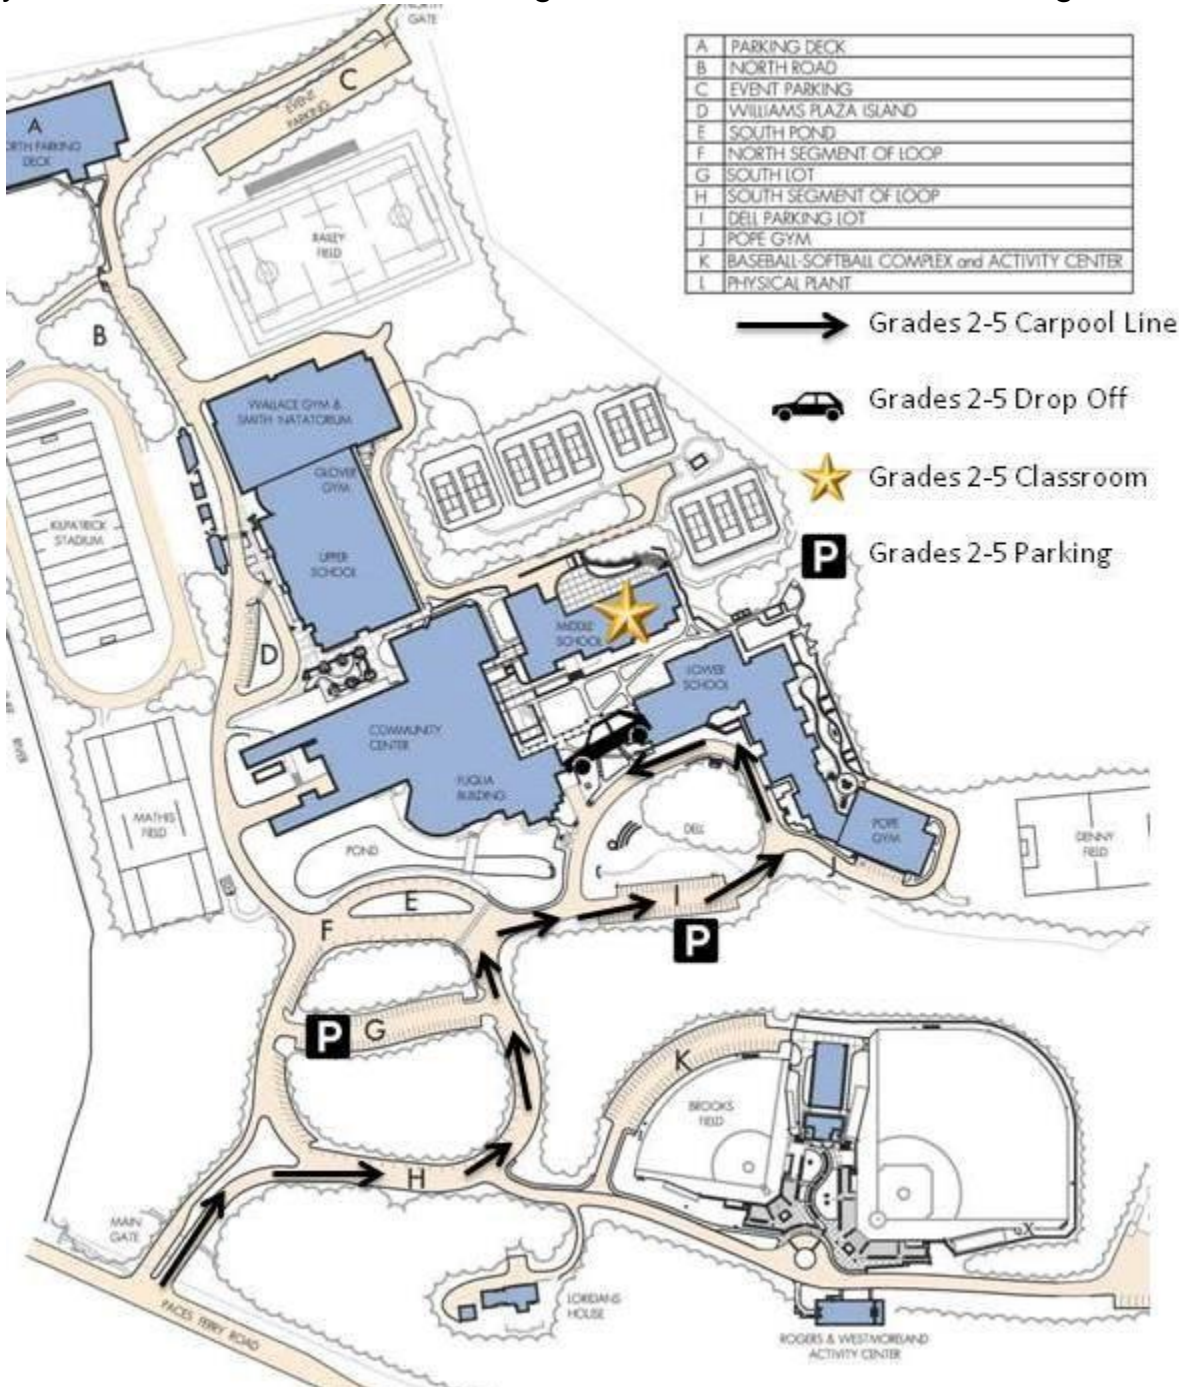 NORTH
GATE
A PARKING DECK
B NORTH ROAD
C EVENT PARKING
D WILLIAMS PLAZA ISLAND
E SOUTH POND
F NORTH SEGMENT OF LOOP
G SOUTH LOT
H SOUTH SEGMENT OF LOOP
I DELL PARKING LOT
J POPE GYM
K BASEBALL-SOFTBALL COMPLEX and ACTIVITY CENTER
L PHYSICAL PLANT
Grades 2-5 Carpool Line
Grades 2-5 Drop Off
Grades 2-5 Classroom
P Grades 2-5 Parking
C
EVENT
PARKING
A
RTH PARKING
DECK
B
WALLACE GYM &
SMITH NATATORIUM
GLOVER
GYM
UPPER
SCHOOL
KILPATRICK
STADIUM
D
MIDDLE
SCHOOL
LOWER
SCHOOL
COMMUNITY
CENTER
FUQUA
BUILDING
RIVER
MATHIS
FIELD
POND
DELL
POPE
GYM
DENNY
FIELD
J
E
I
F
P
P
G
K
BROOKS
FIELD
H
MAIN
GATE
PACES FERRY ROAD
LORIDANS
HOUSE
ROGERS & WESTMORELAND
ACTIVITY CENTER